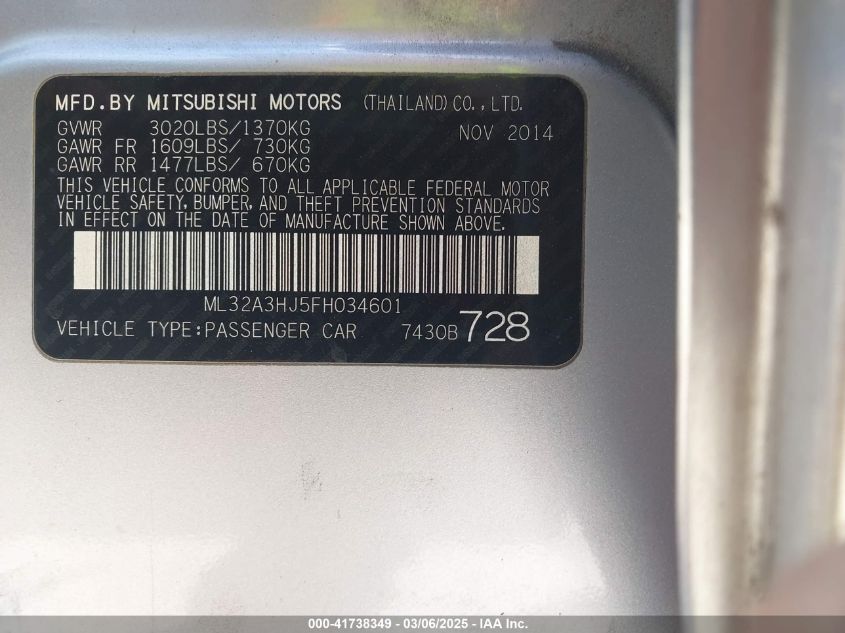 MFD.BY MITSUBISHI MOTORS (THAILAND)CO.,LTD.
GVWR 3020LBS/1370KG NOV 2014
GAWR FR 1609LBS/ 730KG
GAWR RR 1477LBS/ 670KG
THIS VEHICLE CONFORMS TO ALL APPLICABLE FEDERAL MOTOR
VEHICLE SAFETY, BUMPER, AND THEFT PREVENTION STANDARDS
IN EFFECT ON THE DATE OF MANUFACTURE SHOWN ABOVE.
ML32A3HJ5FH034601
VEHICLE TYPE:PASSENGER CAR 7430B 728
000-41738349 - 03/06/2025 - IAA Inc.